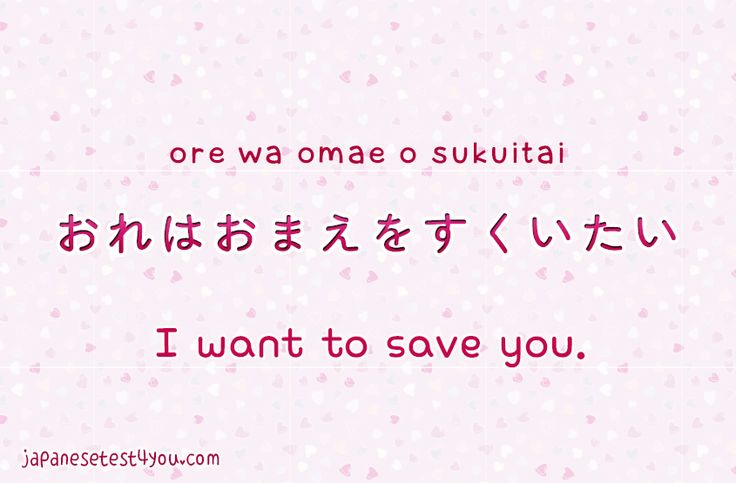 ore wa omae o sukuitai
おれはおまえをすくいたい
I want to save you.
japanesetest4you.com